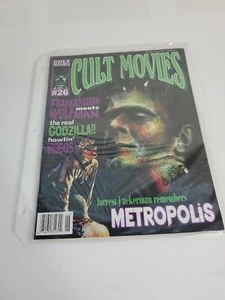 CULT MOVIES
#26
FRANKENSTEIN
meets
WOLFMAN
the real
GODZILLA!!
howlin'
forrest j ackerman remembers
METROPOLIS